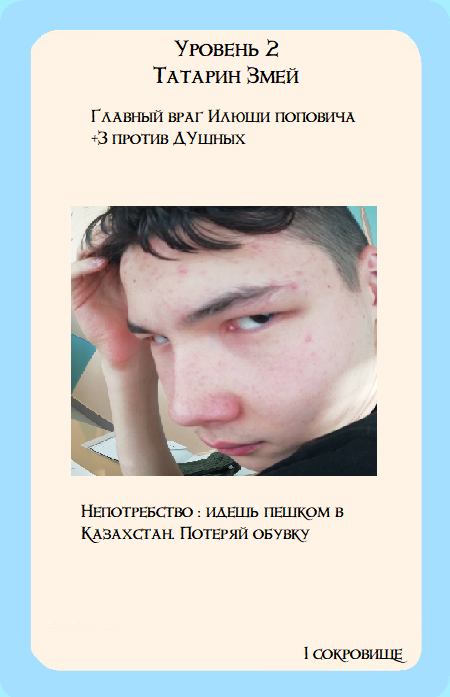 Уровень 2
Татарин Змей
Главный враг Илюши поповича
+3 против ДУшных
Непотребство : идешь пешком в
Казахстан. Потеряй обувку
1 сокровище